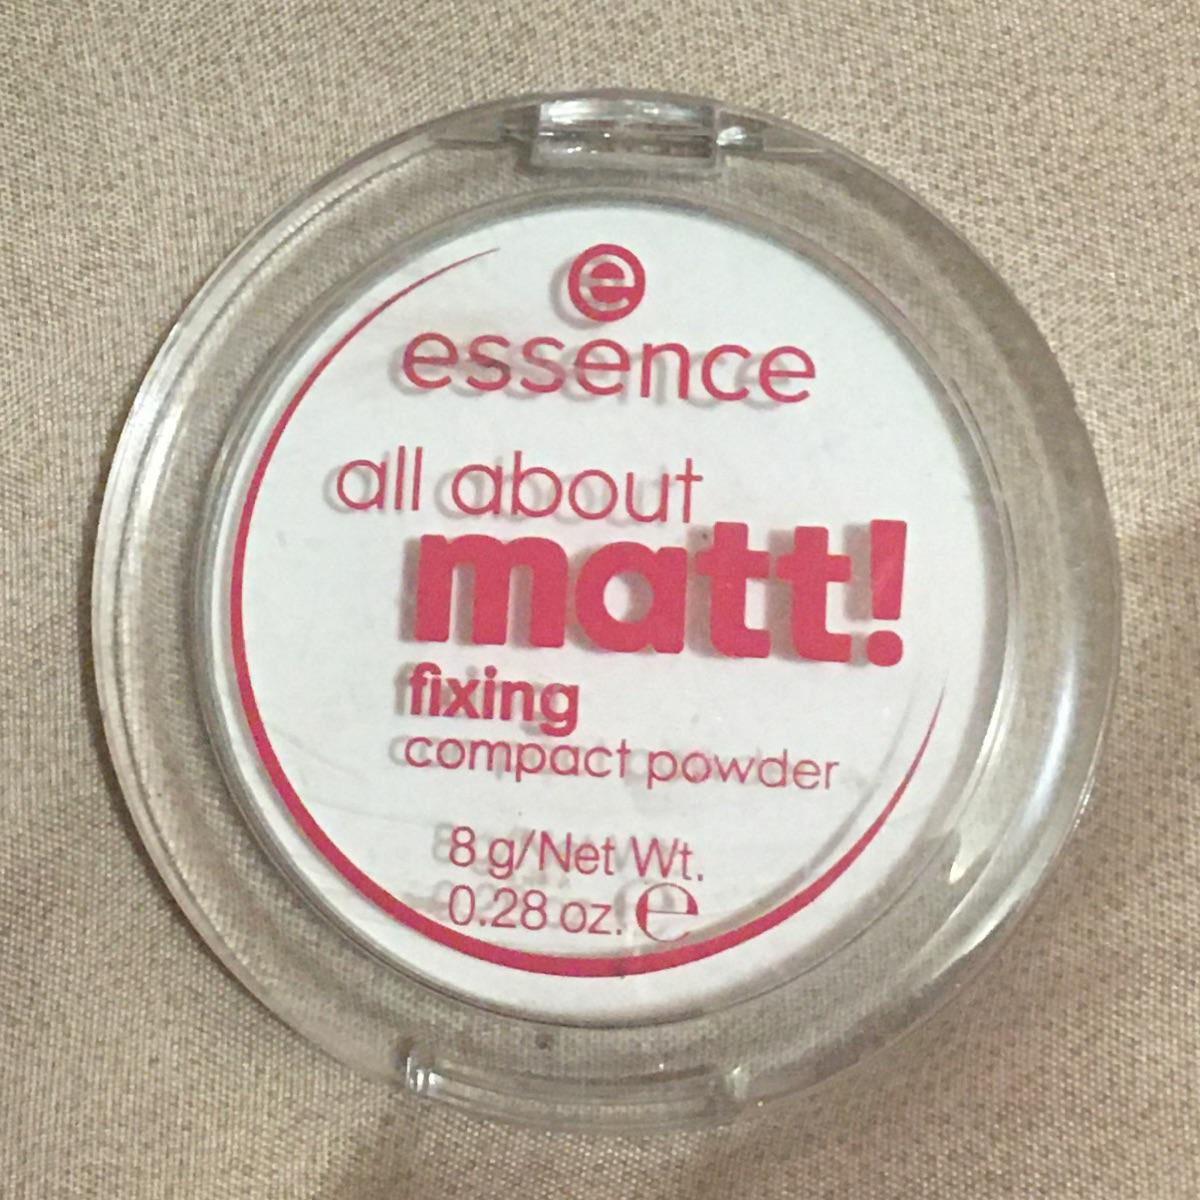 e
essence
all about
matt!
fixing
compact powder
8 g/Net Wt.
0.28 oz. ℮